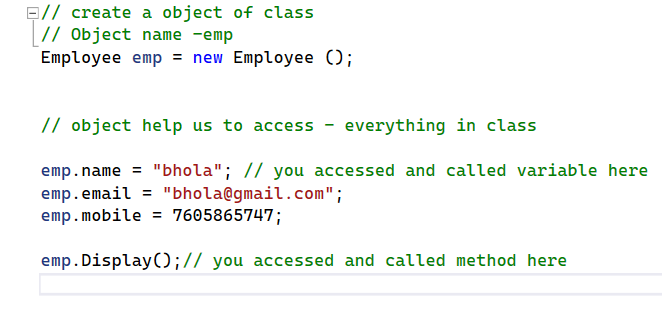 // create a object of class
// Object name -emp
Employee emp = new Employee ();
// object help us to access - everything in class
emp.name = "bhola"; // you accessed and called variable here
emp.email = "bhola@gmail.com";
emp.mobile = 7605865747;
emp.Display();// you accessed and called method here